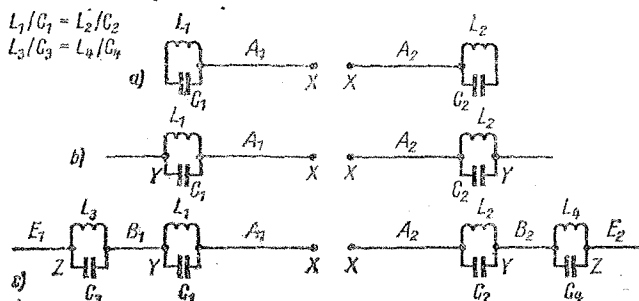 L₁/C₁ = L₂/C₂
L₃/C₃ = L₄/C₄
a) L₁ C₁ A₁ X X A₂ L₂ C₂
b) Y L₁ C₁ A₁ X X A₂ L₂ C₂ Y
E₁ Z L₃ C₃ B₁ Y L₁ C₁ A₁ X X A₂ L₂ C₂ Y B₂ L₄ C₄ Z E₂